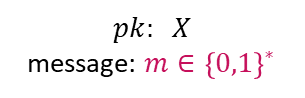 pk: X
message: m ∈ {0,1}*